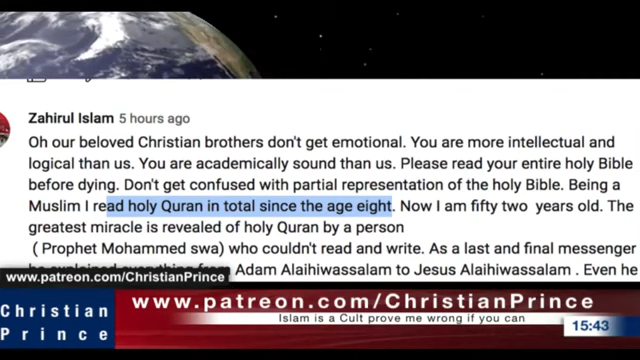 Zahirul Islam 5 hours ago
Oh our beloved Christian brothers don't get emotional. You are more intellectual and
logical than us. You are academically sound than us. Please read your entire holy Bible
before dying. Don't get confused with partial representation of the holy Bible. Being a
Muslim I read holy Quran in total since the age eight. Now I am fifty two years old. The
greatest miracle is revealed of holy Quran by a person
( Prophet Mohammed swa) who couldn't read and write. As a last and final messenger
he explained everything from Adam Alaihiwassalam to Jesus Alaihiwassalam . Even he
www.patreon.com/ChristianPrince
Christian
Prince
www.patreon.com/ChristianPrince
Islam is a Cult prove me wrong if you can
15:43